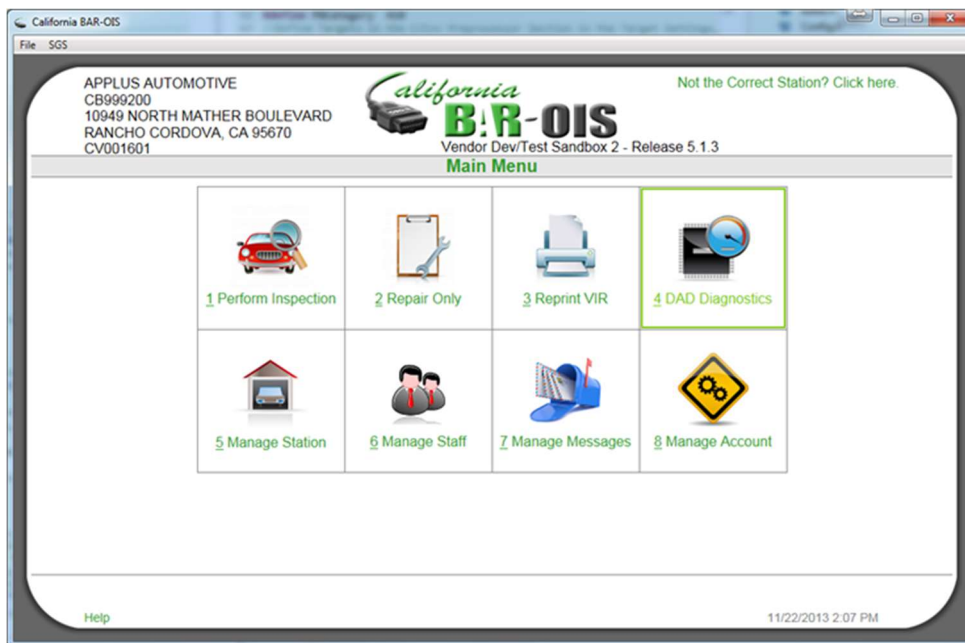 California BAR-OIS
File SGS
APPLUS AUTOMOTIVE
CB999200
10949 NORTH MATHER BOULEVARD
RANCHO CORDOVA, CA 95670
CV001601
California
BAR-OIS
Vendor Dev/Test Sandbox 2 - Release 5.1.3
Not the Correct Station? Click here.
Main Menu
1 Perform Inspection
2 Repair Only
3 Reprint VIR
4 DAD Diagnostics
5 Manage Station
6 Manage Staff
7 Manage Messages
8 Manage Account
Help
11/22/2013 2:07 PM